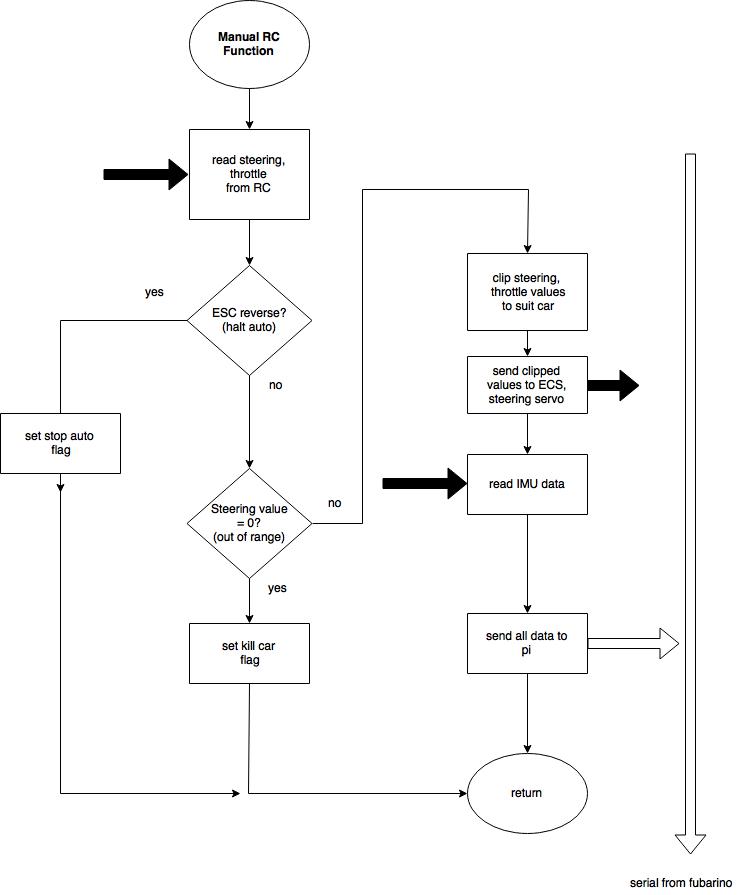 Manual RC
Function
read steering,
throttle
from RC
yes
ESC reverse?
(halt auto)
no
set stop auto
flag
Steering value
= 0?
(out of range)
no
yes
set kill car
flag
clip steering,
throttle values
to suit car
send clipped
values to ECS,
steering servo
read IMU data
send all data to
pi
return
serial from fubarino